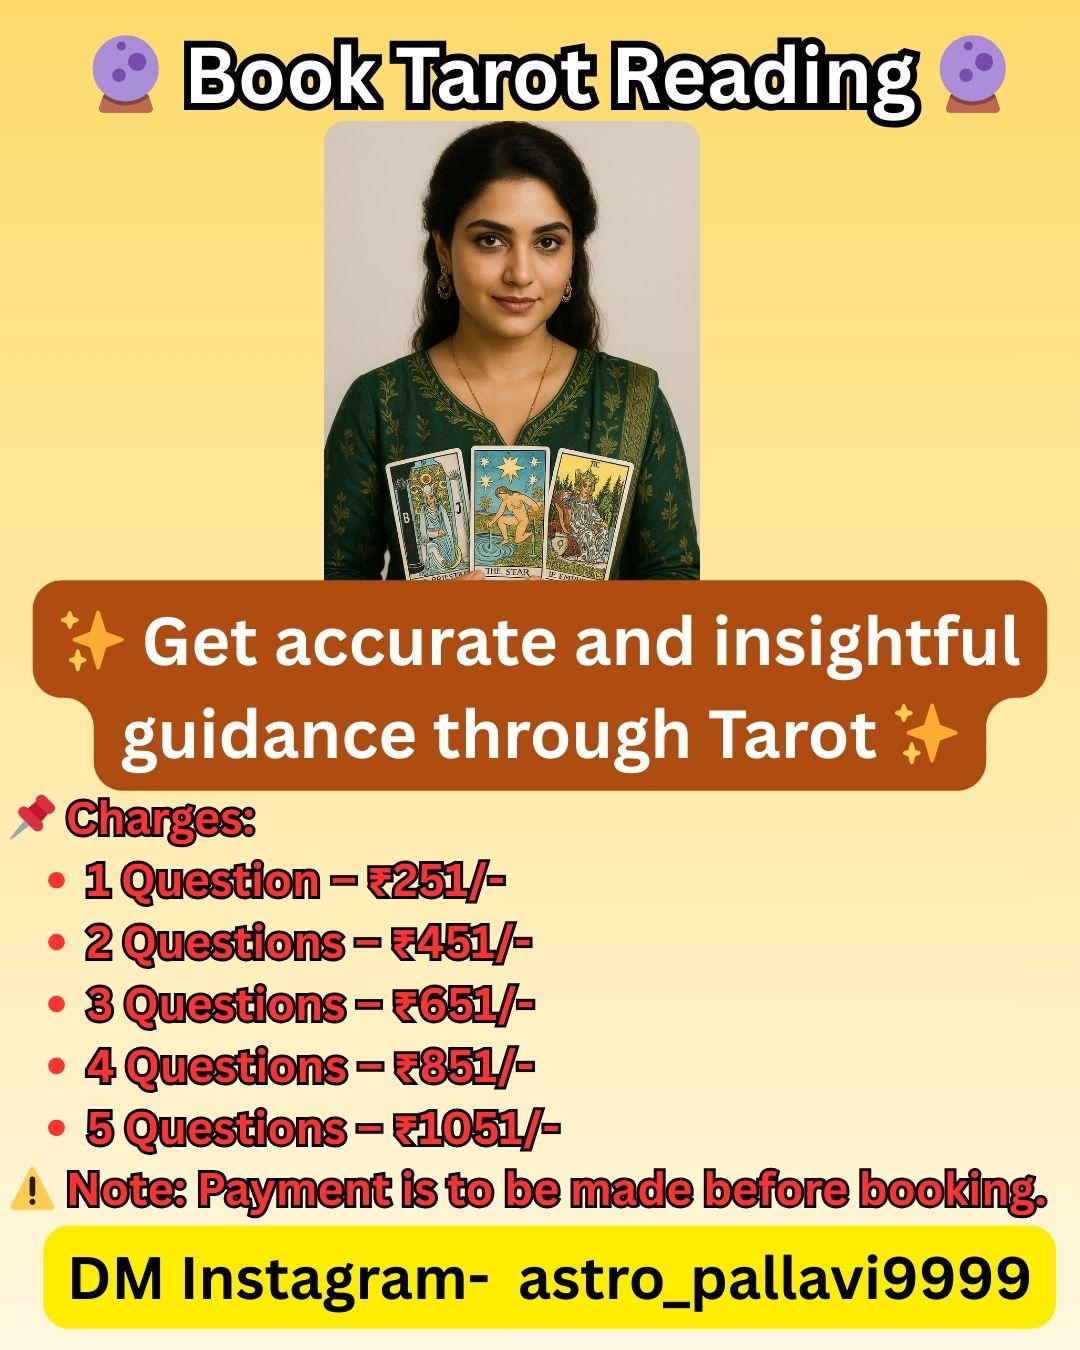 🔮 Book Tarot Reading 🔮
B J
THE STAR
✨ Get accurate and insightful
guidance through Tarot ✨
📌 Charges:
• 1 Question – ₹251/-
• 2 Questions – ₹451/-
• 3 Questions – ₹651/-
• 4 Questions – ₹851/-
• 5 Questions – ₹1051/-
⚠️ Note: Payment is to be made before booking.
DM Instagram- astro_pallavi9999